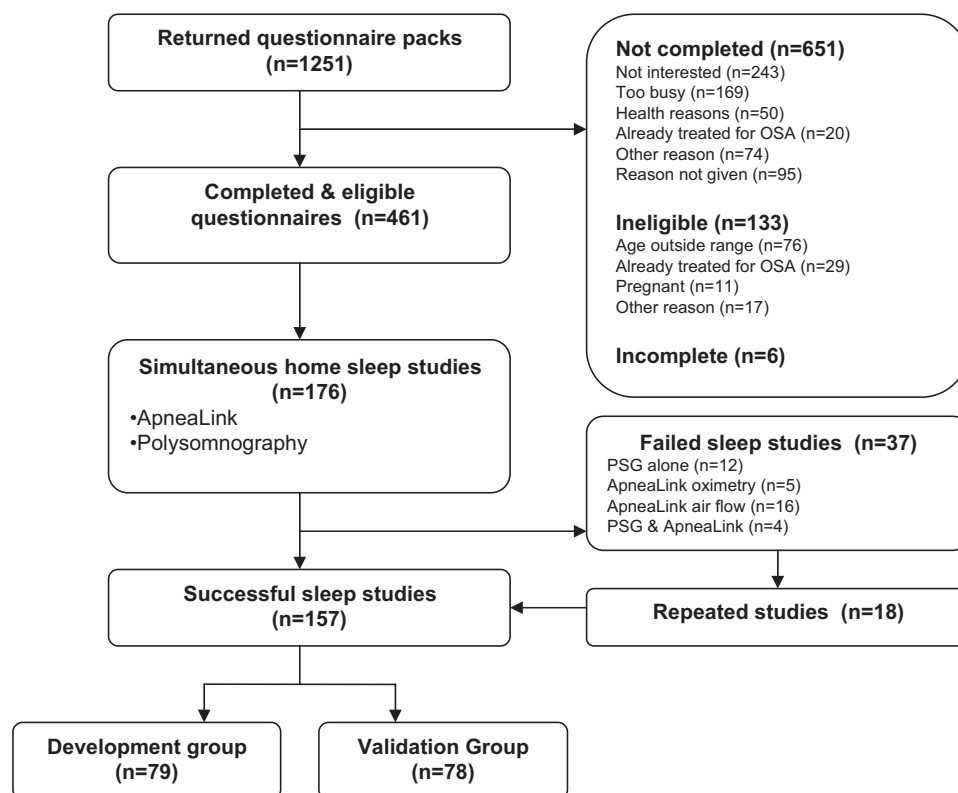 Returned questionnaire packs
(n=1251)
Not completed (n=651)
Not interested (n=243)
Too busy (n=169)
Health reasons (n=50)
Already treated for OSA (n=20)
Other reason (n=74)
Reason not given (n=95)
Ineligible (n=133)
Age outside range (n=76)
Already treated for OSA (n=29)
Pregnant (n=11)
Other reason (n=17)
Incomplete (n=6)
Completed & eligible
questionnaires (n=461)
Simultaneous home sleep studies
(n=176)
•ApneaLink
•Polysomnography
Failed sleep studies (n=37)
PSG alone (n=12)
ApneaLink oximetry (n=5)
ApneaLink air flow (n=16)
PSG & ApneaLink (n=4)
Repeated studies (n=18)
Successful sleep studies
(n=157)
Development group
(n=79)
Validation Group
(n=78)